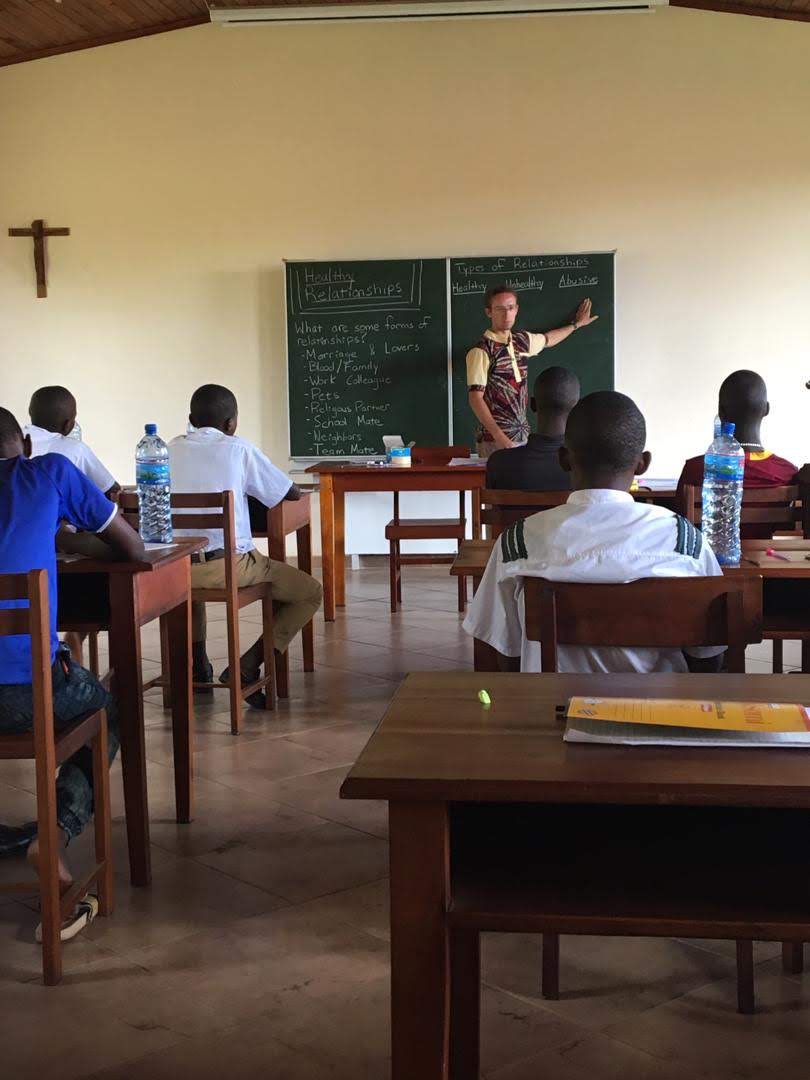 Healthy
Relationships
What are some forms of
relationships?
- Marriage & Lovers
- Blood/Family
- Work Colleague
- Pets
- Religious Partner
- School Mate
- Neighbors
- Team Mate
Types of Relationships
Healthy Unhealthy Abusive